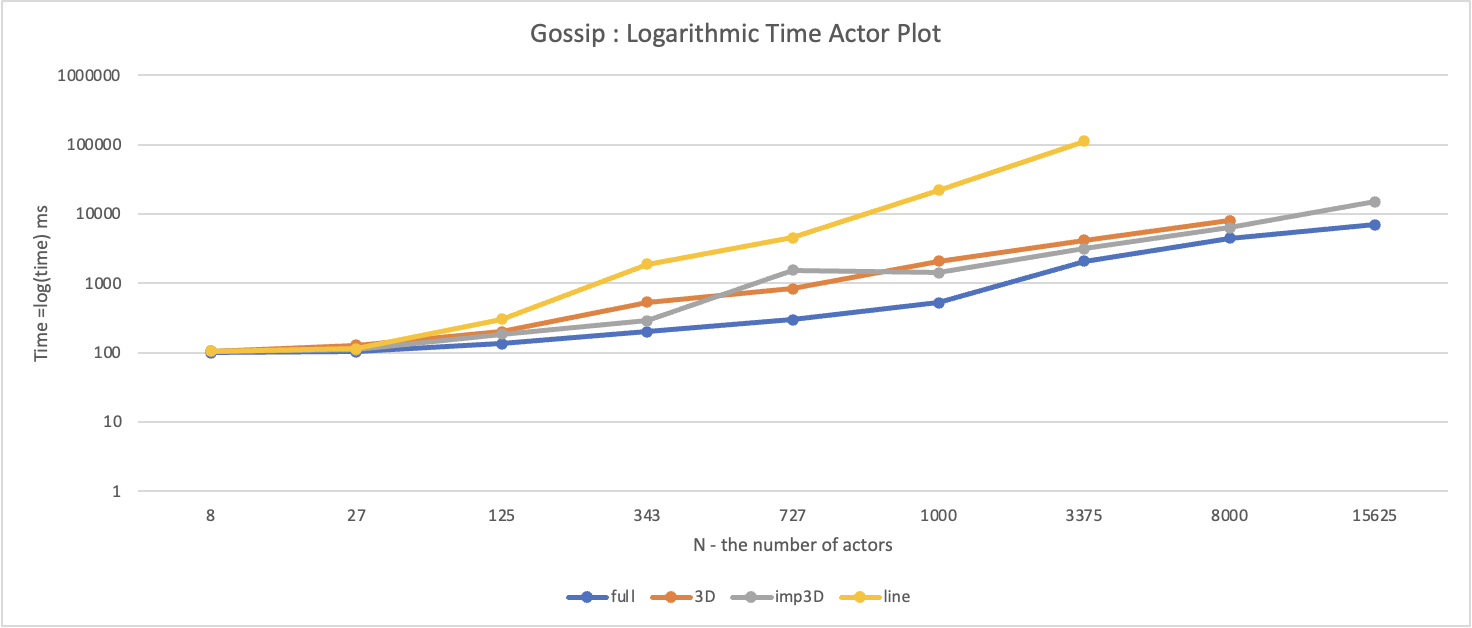 Gossip : Logarithmic Time Actor Plot
1000000
100000
10000
1000
100
10
1
Time =log(time) ms
8 27 125 343 727 1000 3375 8000 15625
N - the number of actors
full 3D imp3D line